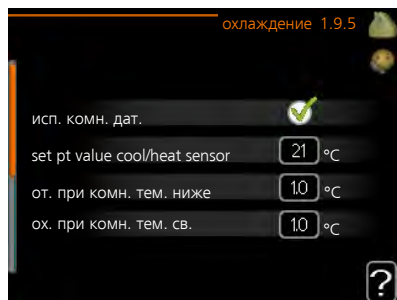 охлаждение 1.9.5
исп. комн. дат.
set pt value cool/heat sensor 21 °C
от. при комн. тем. ниже 1.0 °C
ох. при комн. тем. св. 1.0 °C
?